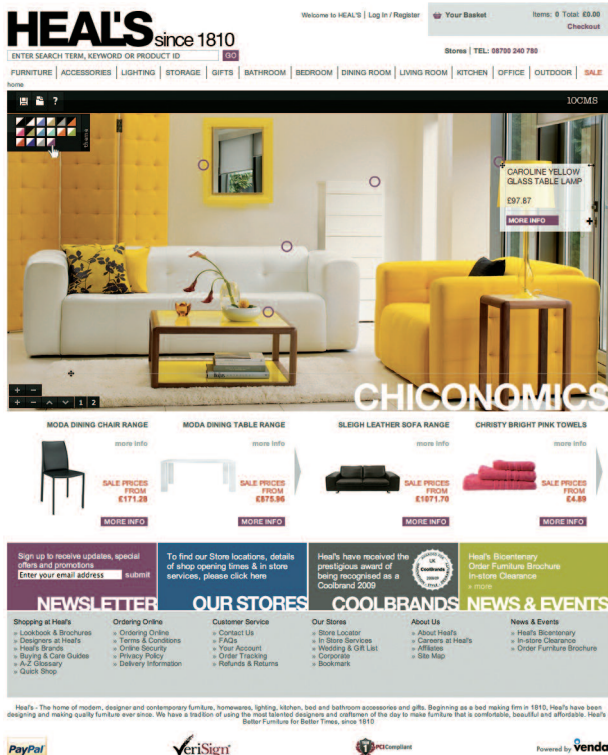 HEAL'S since 1810
Welcome to HEAL'S | Log In / Register
Your Basket
Items: 0 Total £0.00
Checkout
ENTER SEARCH TERM, KEYWORD OR PRODUCT ID GO
Stores | TEL: 08700 240 780
FURNITURE | ACCESSORIES | LIGHTING | STORAGE | GIFTS | BATHROOM | BEDROOM | DINING ROOM | LIVING ROOM | KITCHEN | OFFICE | OUTDOOR | SALE
home
?
10CMS
CAROLINE YELLOW
GLASS TABLE LAMP
£97.87
MORE INFO
+ −
+ − 1 2
CHICONOMICS
MODA DINING CHAIR RANGE
more info
SALE PRICES
FROM
£171.28
MORE INFO
MODA DINING TABLE RANGE
more info
SALE PRICES
FROM
£875.96
MORE INFO
SLEIGH LEATHER SOFA RANGE
more info
SALE PRICES
FROM
£1071.70
MORE INFO
CHRISTY BRIGHT PINK TOWELS
more info
SALE PRICES
FROM
£4.89
MORE INFO
Sign up to receive updates, special
offers and promotions
Enter your email address submit
NEWSLETTER
To find our Store locations, details
of shop opening times & in store
services, please click here
OUR STORES
Heal's have received the
prestigious award of
being recognised as a
Coolbrand 2009
UK
CoolBrands
COOLBRANDS
Heal's Bicentenary
Order Furniture Brochure
In-store Clearance
» more
NEWS & EVENTS
Shopping at Heal's
» Lookbook & Brochures
» Designers at Heal's
» Heal's Brands
» Buying & Care Guides
» A-Z Glossary
» Quick Shop
Ordering Online
» Ordering Online
» Terms & Conditions
» Online Security
» Privacy Policy
» Delivery Information
Customer Service
» Contact Us
» FAQs
» Your Account
» Order Tracking
» Refunds & Returns
Our Stores
» Store Locator
» In Store Services
» Wedding & Gift List
» Corporate
» Bookmark
About Us
» About Heal's
» Careers at Heal's
» Affiliates
» Site Map
News & Events
» Heal's Bicentenary
» In-store Clearance
» Order Furniture Brochure
Heal's - The home of modern, designer and contemporary furniture, homewares, lighting, kitchen, bed and bathroom accessories and gifts. Beginning as a bed making firm in 1810, Heal's have been
designing and making quality furniture ever since. We have a tradition of using the most talented designers and craftsmen of the day to make furniture that is comfortable, beautiful and affordable. Heal's
Better Furniture for Better Times, since 1810
PayPal
VeriSign
PCI Compliant
Powered by venda